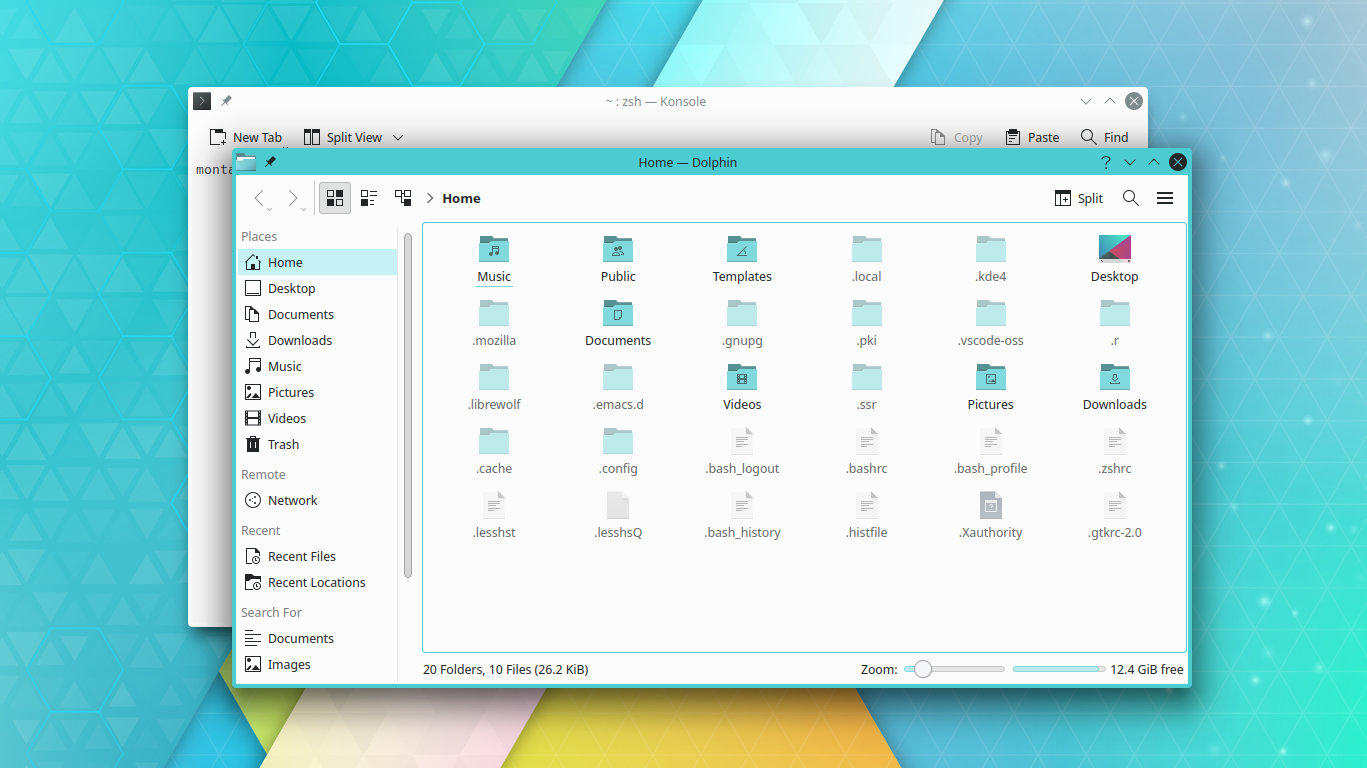 ~ : zsh — Konsole
New Tab Split View Copy Paste Find
Home — Dolphin
Home Split
Places
Home
Desktop
Documents
Downloads
Music
Pictures
Videos
Trash
Remote
Network
Recent
Recent Files
Recent Locations
Search For
Documents
Images
Music Public Templates .local .kde4 Desktop
.mozilla Documents .gnupg .pki .vscode-oss .r
.librewolf .emacs.d Videos .ssr Pictures Downloads
.cache .config .bash_logout .bashrc .bash_profile .zshrc
.lesshst .lesshsQ .bash_history .histfile .Xauthority .gtkrc-2.0
20 Folders, 10 Files (26.2 KiB) Zoom: 12.4 GiB free